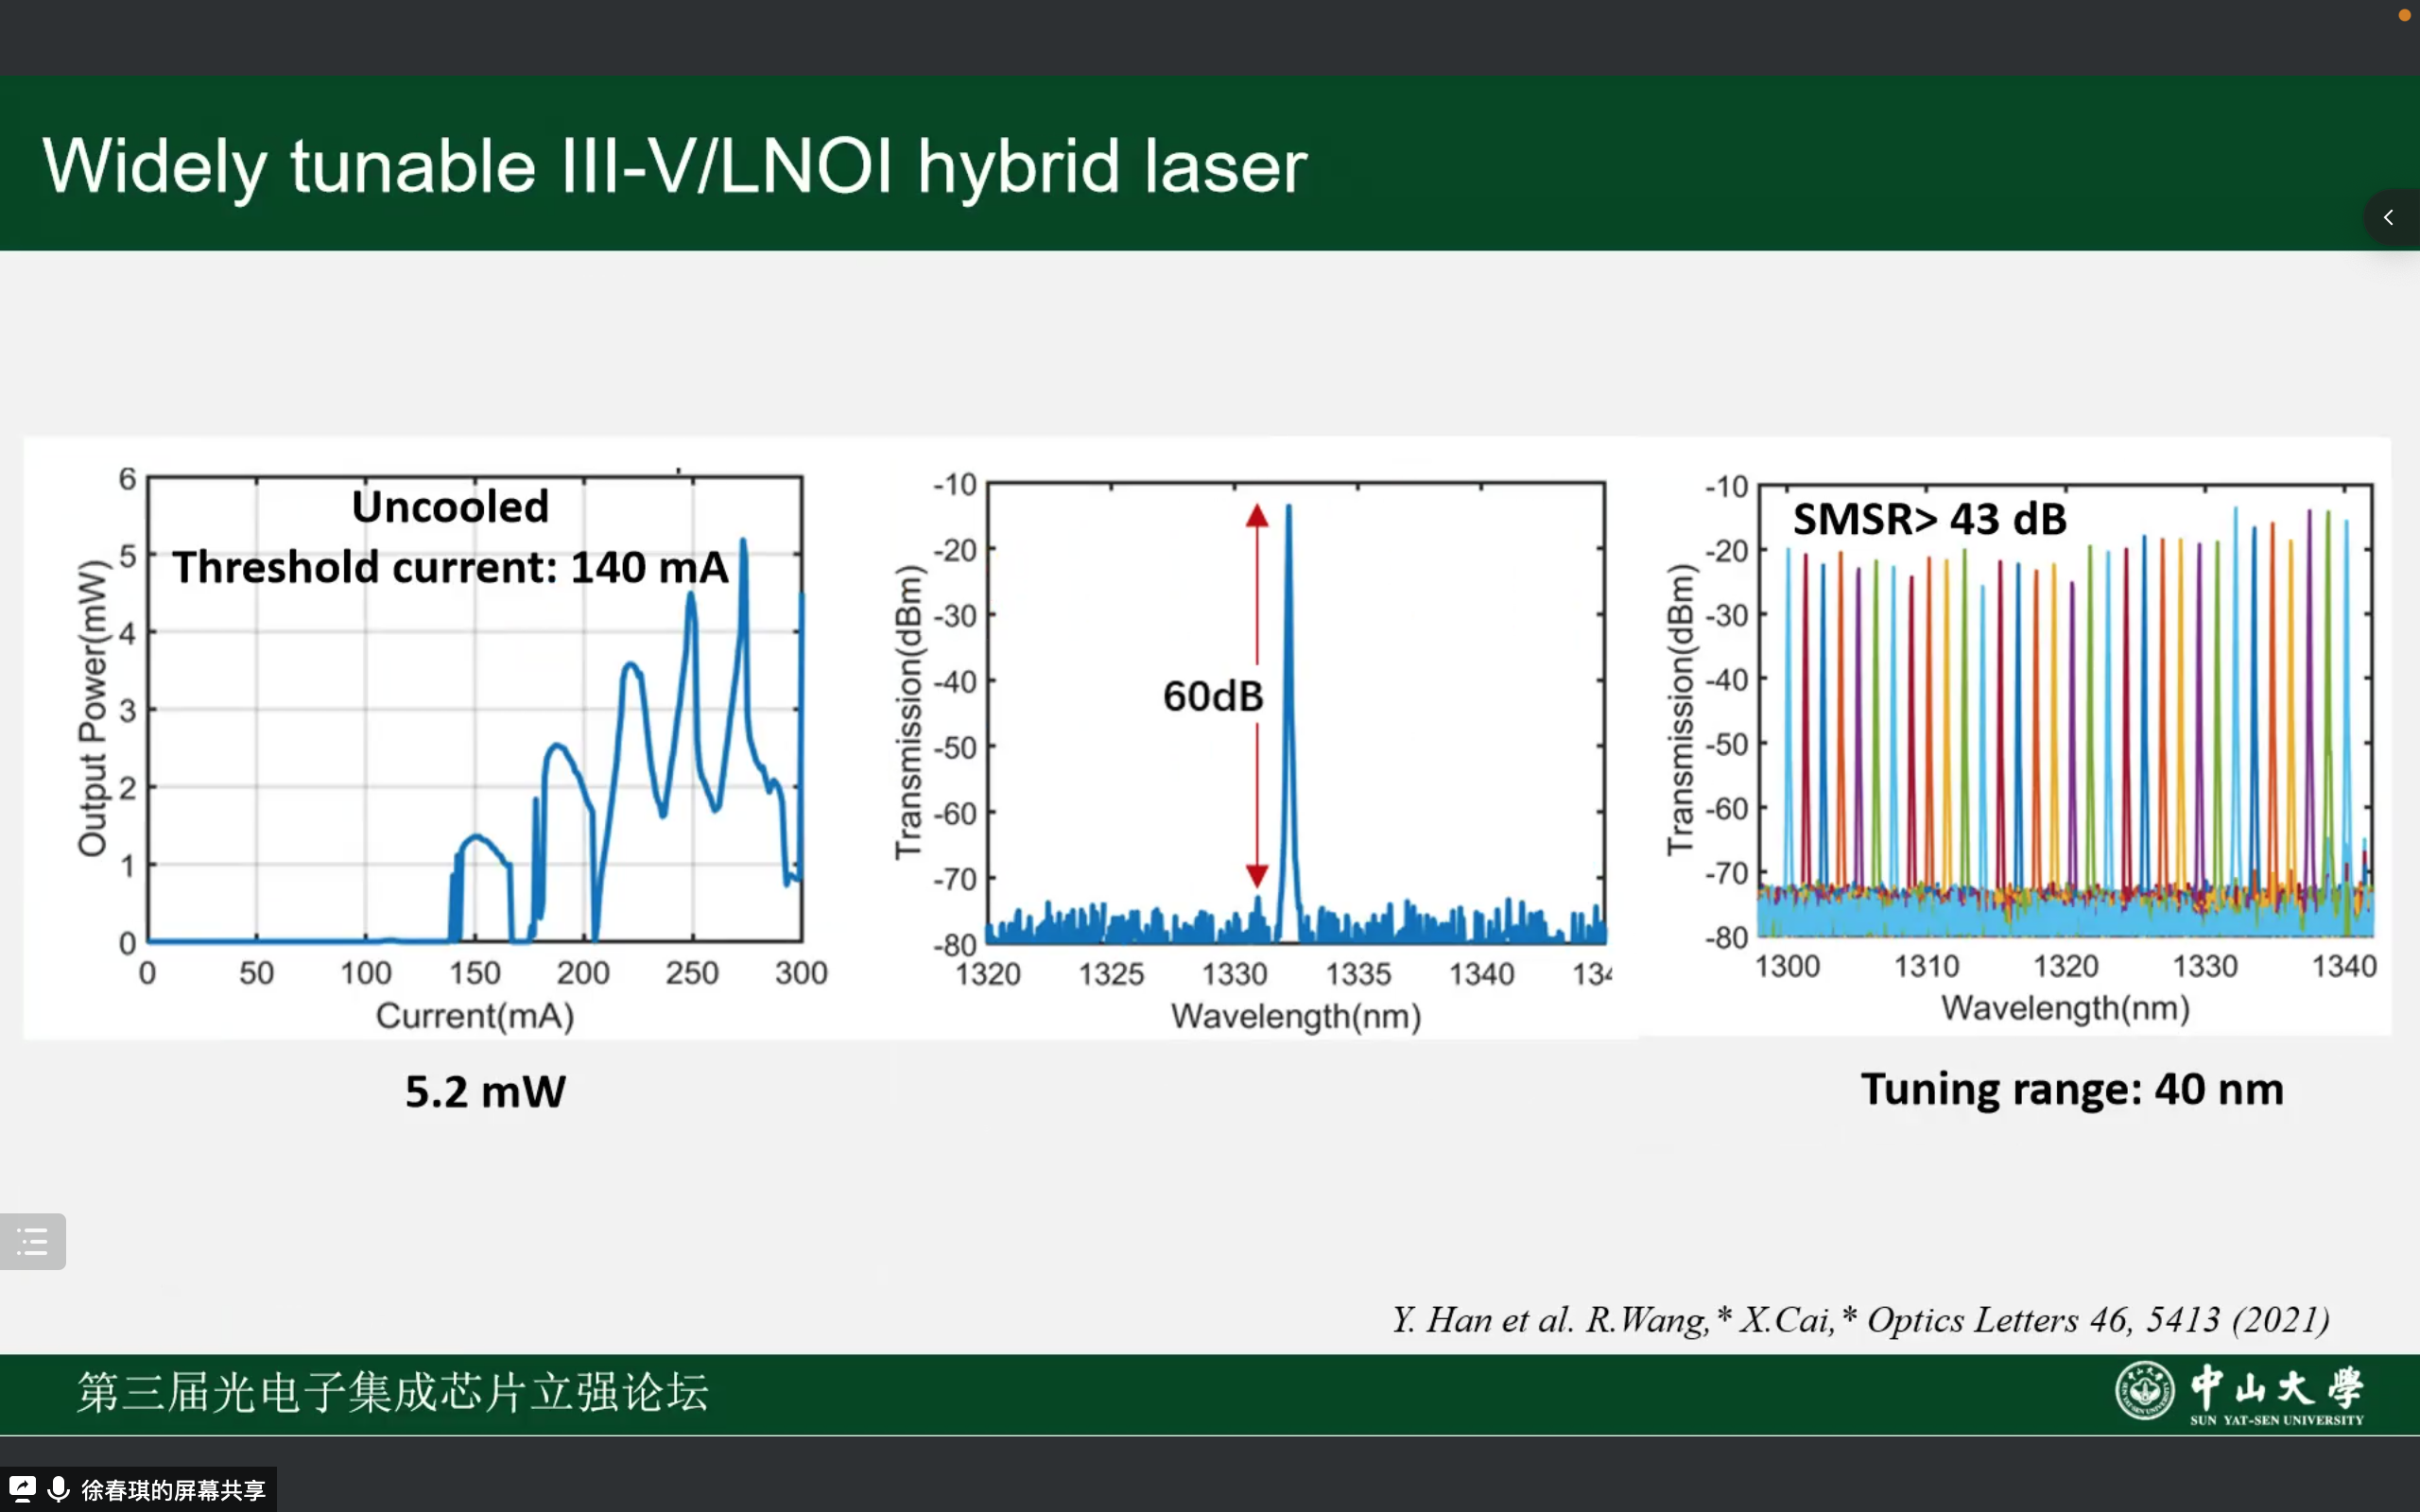 Widely tunable III-V/LNOI hybrid laser
Uncooled
Threshold current: 140 mA
Output Power(mW)
6
5
4
3
2
1
0
0 50 100 150 200 250 300
Current(mA)
5.2 mW
60dB
Transmission(dBm)
-10
-20
-30
-40
-50
-60
-70
-80
1320 1325 1330 1335 1340
Wavelength(nm)
SMSR> 43 dB
Transmission(dBm)
-10
-20
-30
-40
-50
-60
-70
-80
1300 1310 1320 1330 1340
Wavelength(nm)
Tuning range: 40 nm
Y. Han et al. R.Wang,* X.Cai,* Optics Letters 46, 5413 (2021)
第三届光电子集成芯片立强论坛
中山大學
SUN YAT-SEN UNIVERSITY
徐春琪的屏幕共享